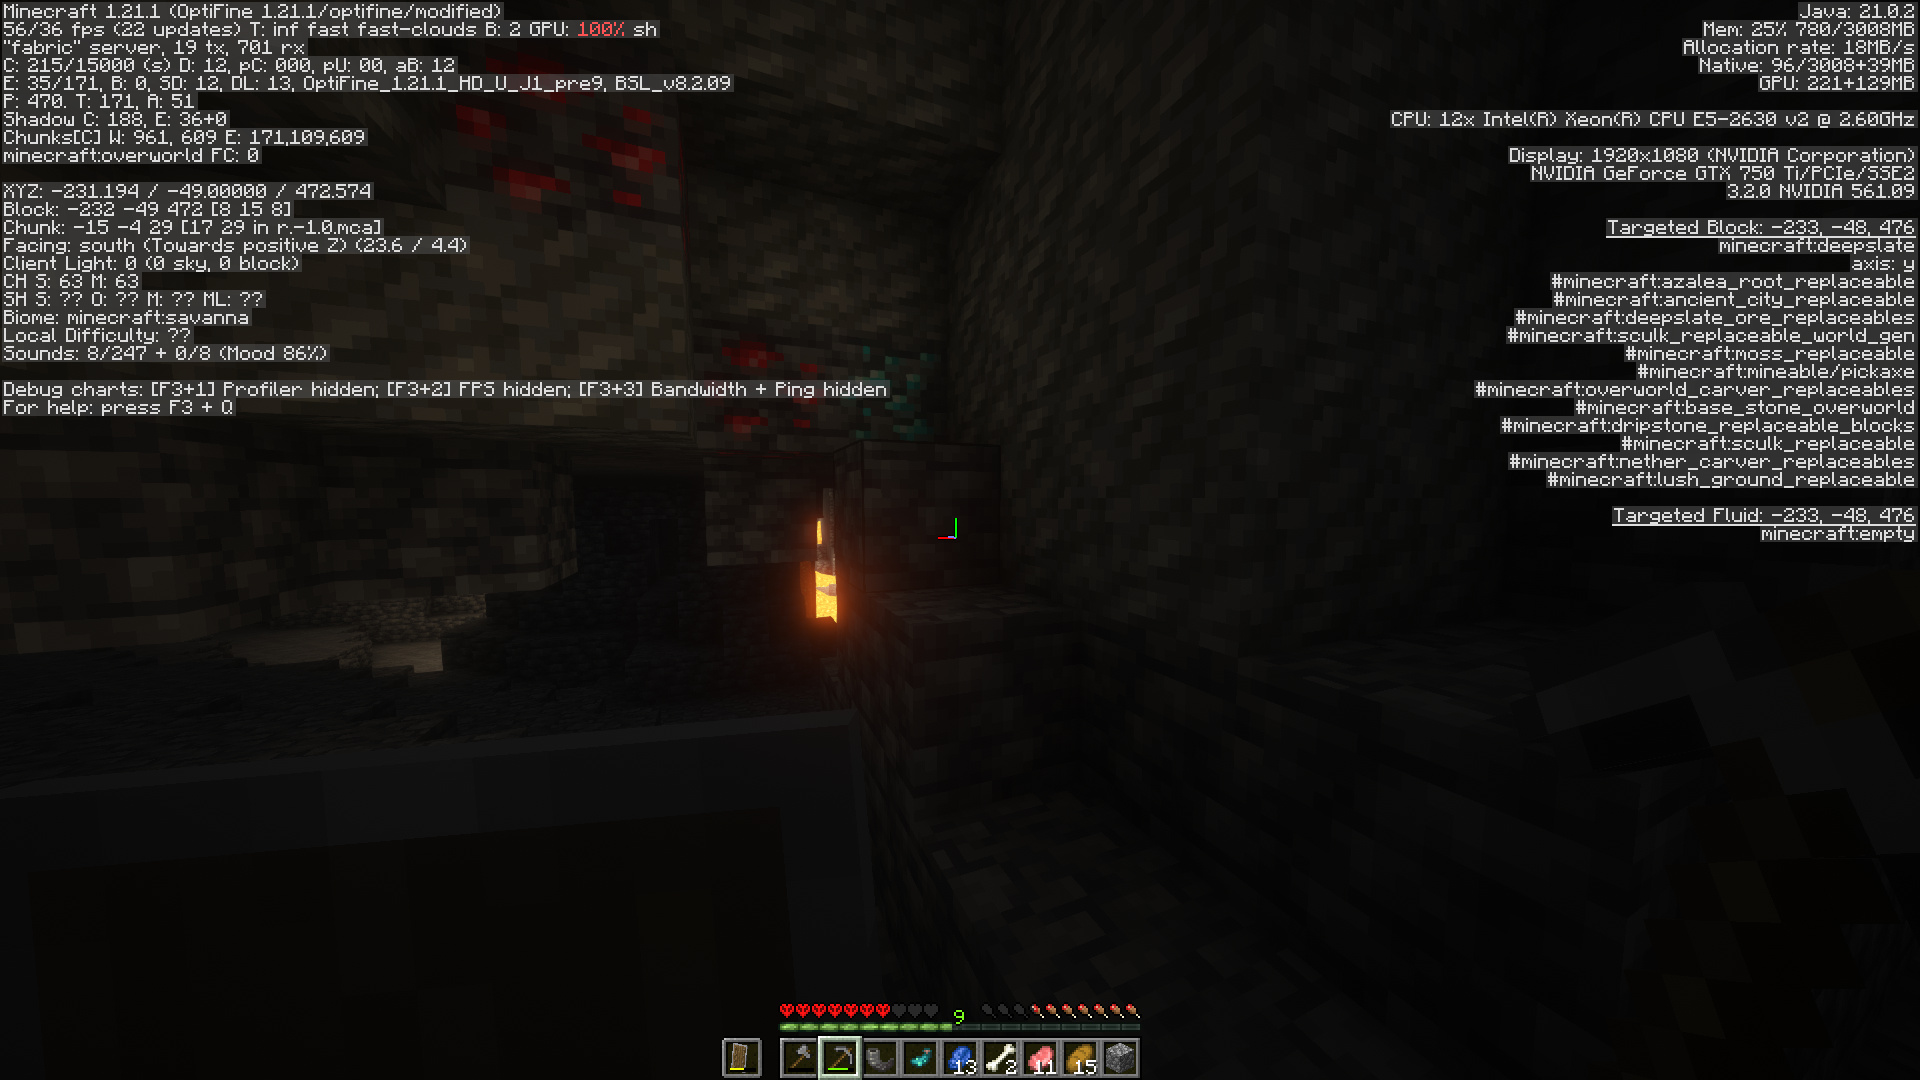 Minecraft 1.21.1 (OptiFine 1.21.1/optifine/modified)
56/36 fps (22 updates) T: inf fast fast-clouds B: 2 GPU: 100% sh
"fabric" server, 19 tx, 701 rx
C: 215/15000 (s) D: 12, pC: 000, pU: 00, aB: 12
E: 35/171, B: 0, SD: 12, DL: 13, OptiFine_1.21.1_HD_U_J1_pre9, BSL_v8.2.09
P: 470. T: 171, A: 51
Shadow C: 188, E: 36+0
Chunks[C] W: 961, 609 E: 171,109,609
minecraft:overworld FC: 0
XYZ: -231.194 / -49.00000 / 472.574
Block: -232 -49 472 [8 15 8]
Chunk: -15 -4 29 [17 29 in r.-1.0.mca]
Facing: south (Towards positive Z) (23.6 / 4.4)
Client Light: 0 (0 sky, 0 block)
CH S: 63 M: 63
SH S: ?? O: ?? M: ?? ML: ??
Biome: minecraft:savanna
Local Difficulty: ??
Sounds: 8/247 + 0/8 (Mood 86%)
Debug charts: [F3+1] Profiler hidden; [F3+2] FPS hidden; [F3+3] Bandwidth + Ping hidden
For help: press F3 + Q
Java: 21.0.2
Mem: 25% 780/3008MB
Allocation rate: 18MB/s
Native: 96/3008+39MB
GPU: 221+129MB
CPU: 12x Intel(R) Xeon(R) CPU E5-2630 v2 @ 2.60GHz
Display: 1920x1080 (NVIDIA Corporation)
NVIDIA GeForce GTX 750 Ti/PCIe/SSE2
3.2.0 NVIDIA 561.09
Targeted Block: -233, -48, 476
minecraft:deepslate
axis: y
#minecraft:azalea_root_replaceable
#minecraft:ancient_city_replaceable
#minecraft:deepslate_ore_replaceables
#minecraft:sculk_replaceable_world_gen
#minecraft:moss_replaceable
#minecraft:mineable/pickaxe
#minecraft:overworld_carver_replaceables
#minecraft:base_stone_overworld
#minecraft:dripstone_replaceable_blocks
#minecraft:sculk_replaceable
#minecraft:nether_carver_replaceables
#minecraft:lush_ground_replaceable
Targeted Fluid: -233, -48, 476
minecraft:empty
9
13 2 11 15